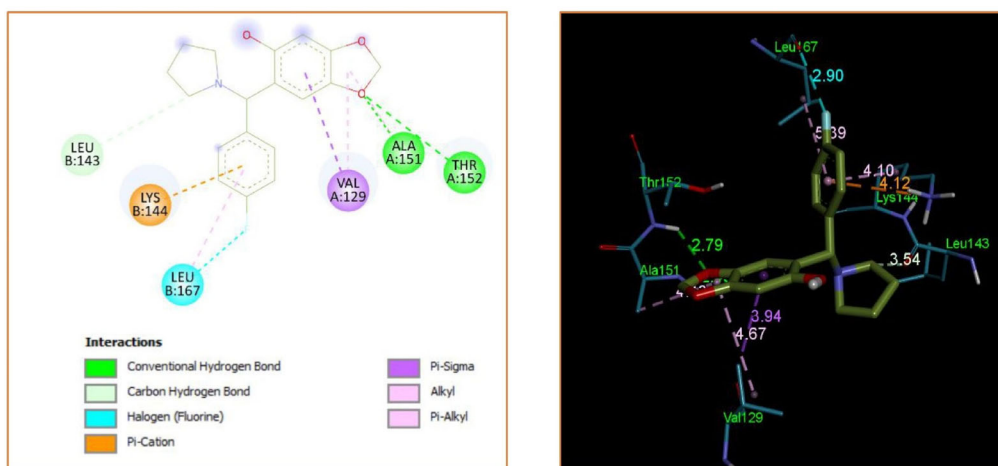 O
O
N
O
LEU
B:143
ALA
A:151
THR
A:152
LYS
B:144
VAL
A:129
LEU
B:167
Interactions
Conventional Hydrogen Bond
Carbon Hydrogen Bond
Halogen (Fluorine)
Pi-Cation
Pi-Sigma
Alkyl
Pi-Alkyl
Leu167
2.90
5.39
4.10
4.12
Thr152
Lys144
2.79
Leu143
3.54
Ala151
3.94
4.67
Val129